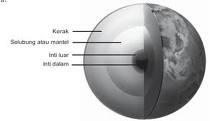 Kerak
Selubung atau mantel
Inti luar
Inti dalam